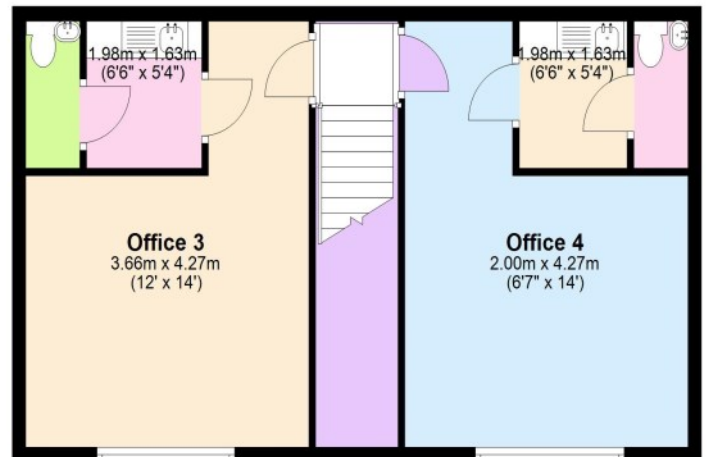 1.98m x 1.63m
(6'6" x 5'4")
1.98m x 1.63m
(6'6" x 5'4")
Office 3
3.66m x 4.27m
(12' x 14')
Office 4
2.00m x 4.27m
(6'7" x 14')